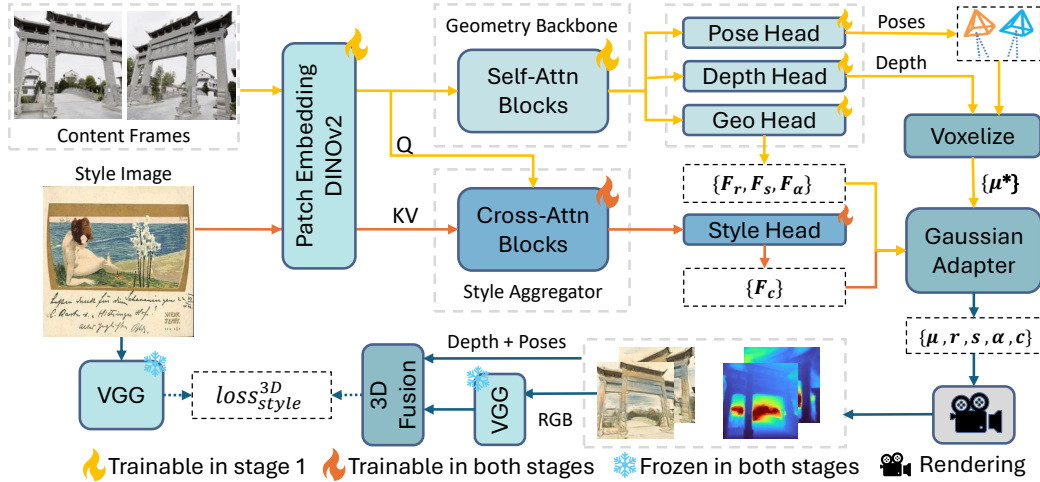 Content Frames
Style Image
Patch Embedding
DINOv2
Geometry Backbone
Self-Attn
Blocks
Q
KV
Cross-Attn
Blocks
Style Aggregator
Pose Head
Depth Head
Geo Head
{F_r, F_s, F_α}
Style Head
{F_c}
Poses
Depth
Voxelize
{μ*}
Gaussian
Adapter
{μ, r, s, α, c}
VGG
loss^{3D}_{style}
3D
Fusion
Depth + Poses
VGG
RGB
Trainable in stage 1
Trainable in both stages
Frozen in both stages
Rendering